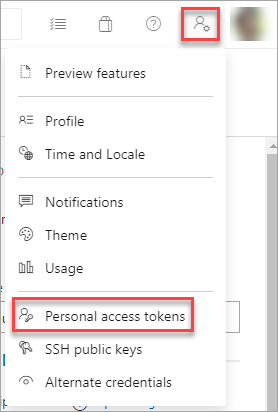 Preview features
Profile
Time and Locale
Notifications
Theme
Usage
Personal access tokens
SSH public keys
Alternate credentials